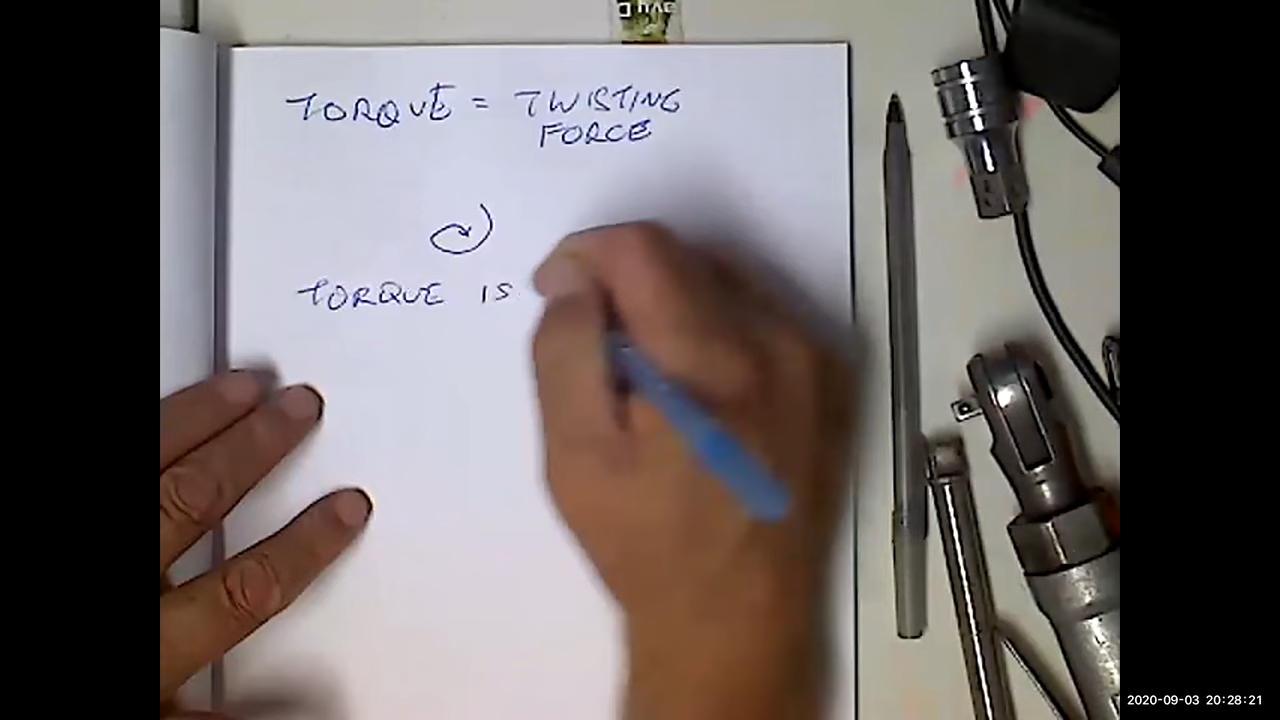 TORQUE = TWISTING
FORCE
TORQUE IS
2020-09-03 20:28:21